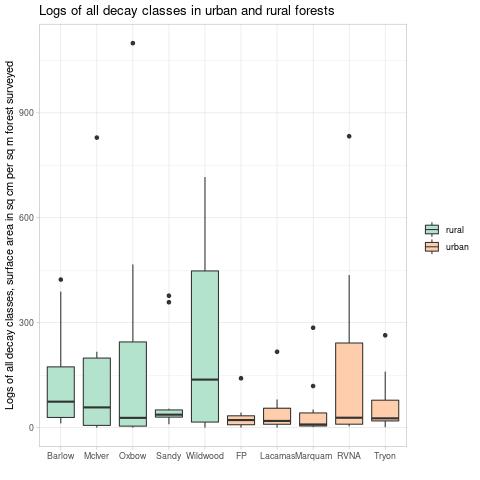 Logs of all decay classes in urban and rural forests
Logs of all decay classes, surface area in sq cm per sq m forest surveyed
900
600
300
0
Barlow McIver Oxbow Sandy Wildwood FP Lacamas Marquam RVNA Tryon
rural
urban